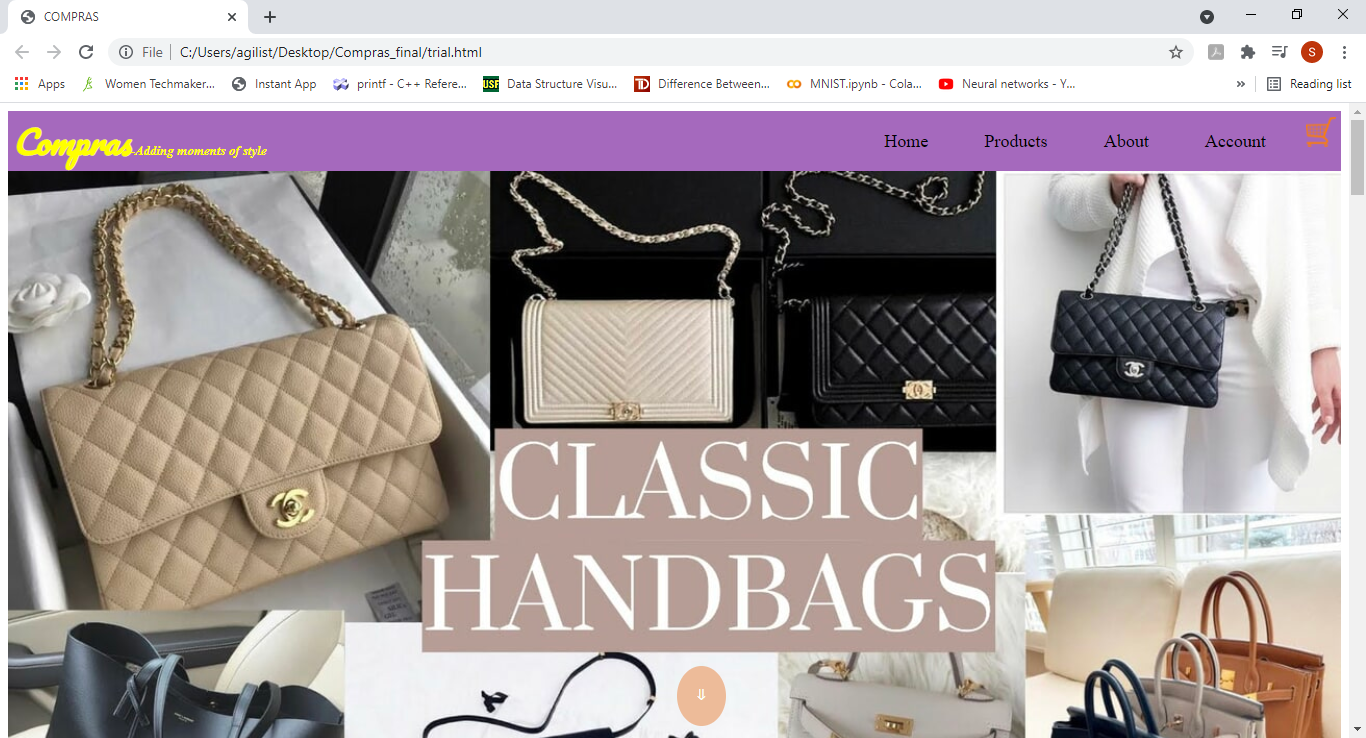 COMPRAS
File C:/Users/agilist/Desktop/Compras_final/trial.html
S
Apps Women Techmaker... Instant App printf - C++ Refere... USF Data Structure Visu... TD Difference Between... MNIST.ipynb - Cola... Neural networks - Y... » Reading list
Compras-Adding moments of style Home Products About Account
CLASSIC
HANDBAGS
⇓